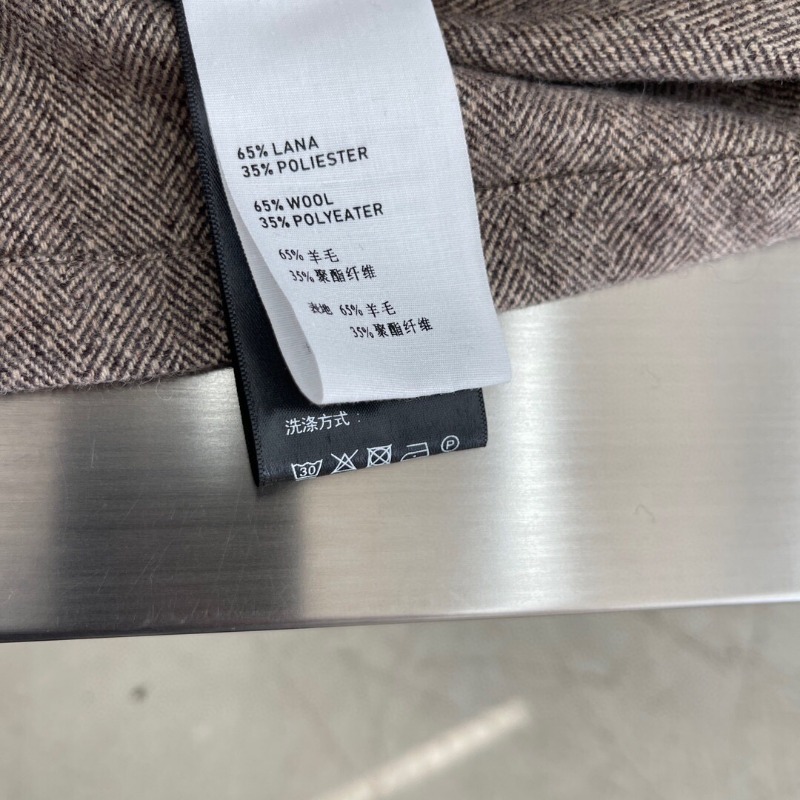 65% LANA
35% POLIESTER
65% WOOL
35% POLYEATER
65% 羊毛
35% 聚酯纤维
表地 65% 羊毛
35% 聚酯纤维
洗涤方式：
30
P